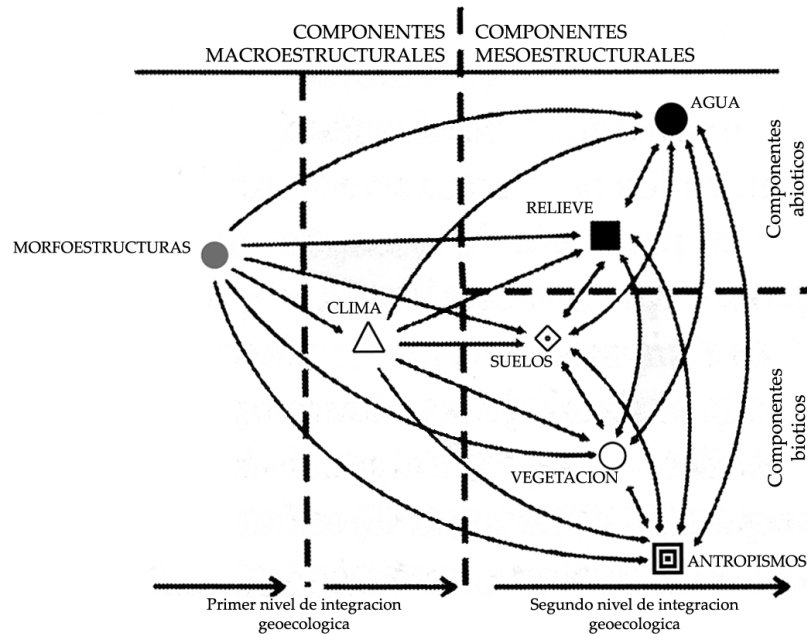 COMPONENTES
MACROESTRUCTURALES
COMPONENTES
MESOESTRUCTURALES
AGUA
Componentes
abioticos
RELIEVE
MORFOESTRUCTURAS
CLIMA
SUELOS
VEGETACION
Componentes
bioticos
ANTROPISMOS
Primer nivel de integracion
geoecologica
Segundo nivel de integracion
geoecologica